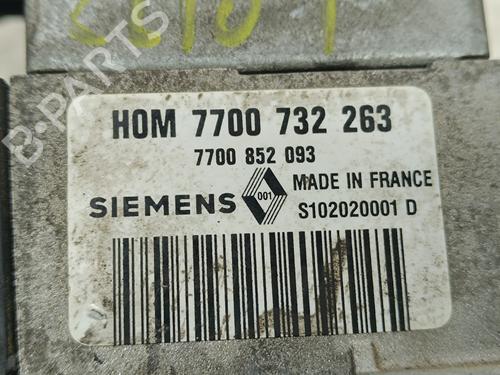 B-PARTS
HOM 7700 732 263
7700 852 093
SIEMENS 001 MADE IN FRANCE
S102020001 D